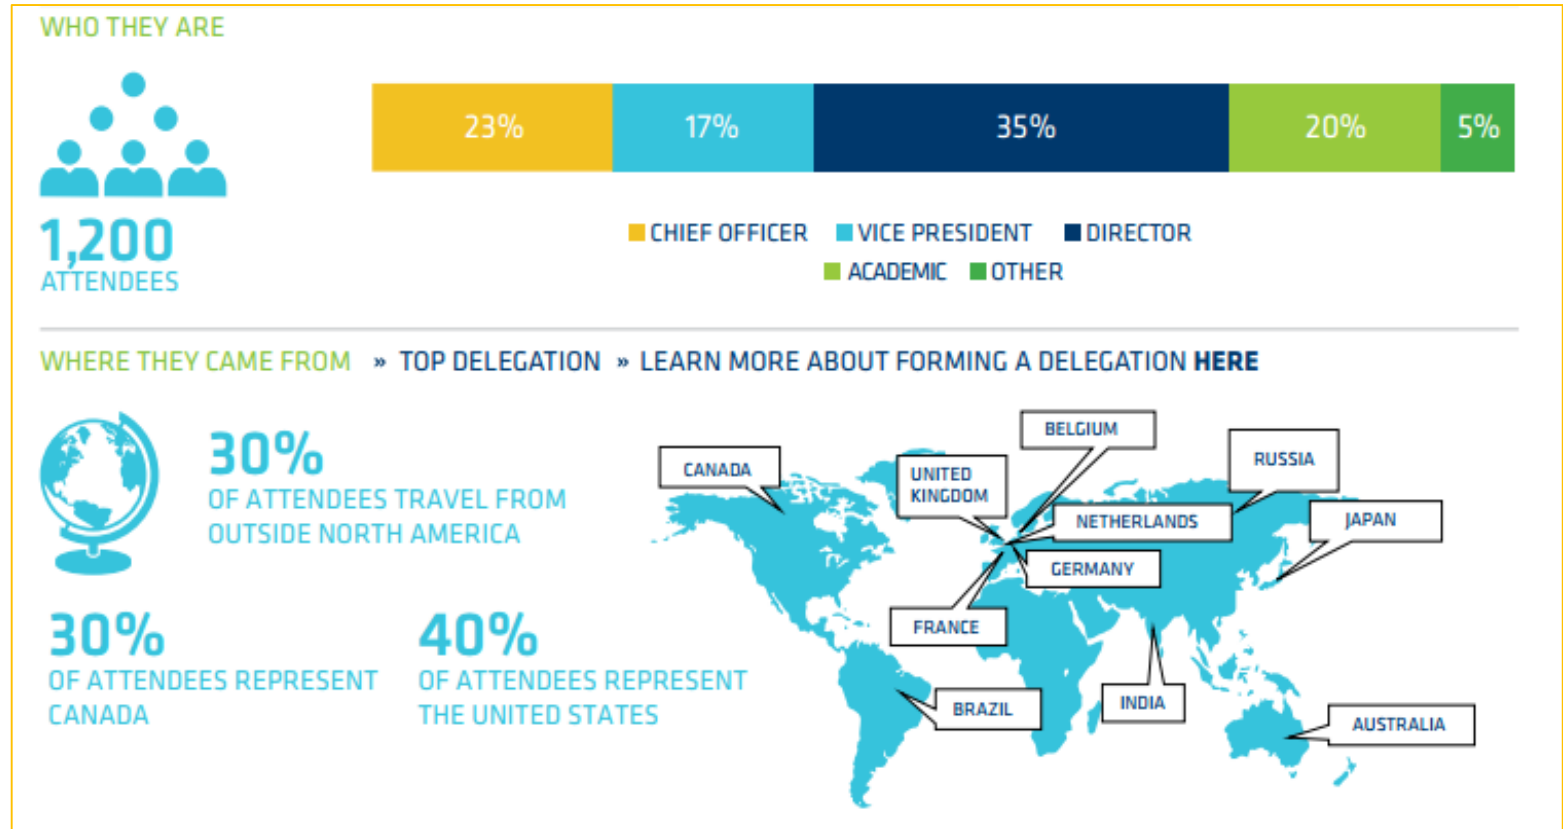 WHO THEY ARE
23%
17%
35%
20%
5%
1,200
ATTENDEES
CHIEF OFFICER
VICE PRESIDENT
DIRECTOR
ACADEMIC
OTHER
WHERE THEY CAME FROM » TOP DELEGATION » LEARN MORE ABOUT FORMING A DELEGATION HERE
30%
OF ATTENDEES TRAVEL FROM
OUTSIDE NORTH AMERICA
30%
OF ATTENDEES REPRESENT
CANADA
40%
OF ATTENDEES REPRESENT
THE UNITED STATES
BELGIUM
CANADA
UNITED
KINGDOM
RUSSIA
NETHERLANDS
JAPAN
GERMANY
FRANCE
BRAZIL
INDIA
AUSTRALIA